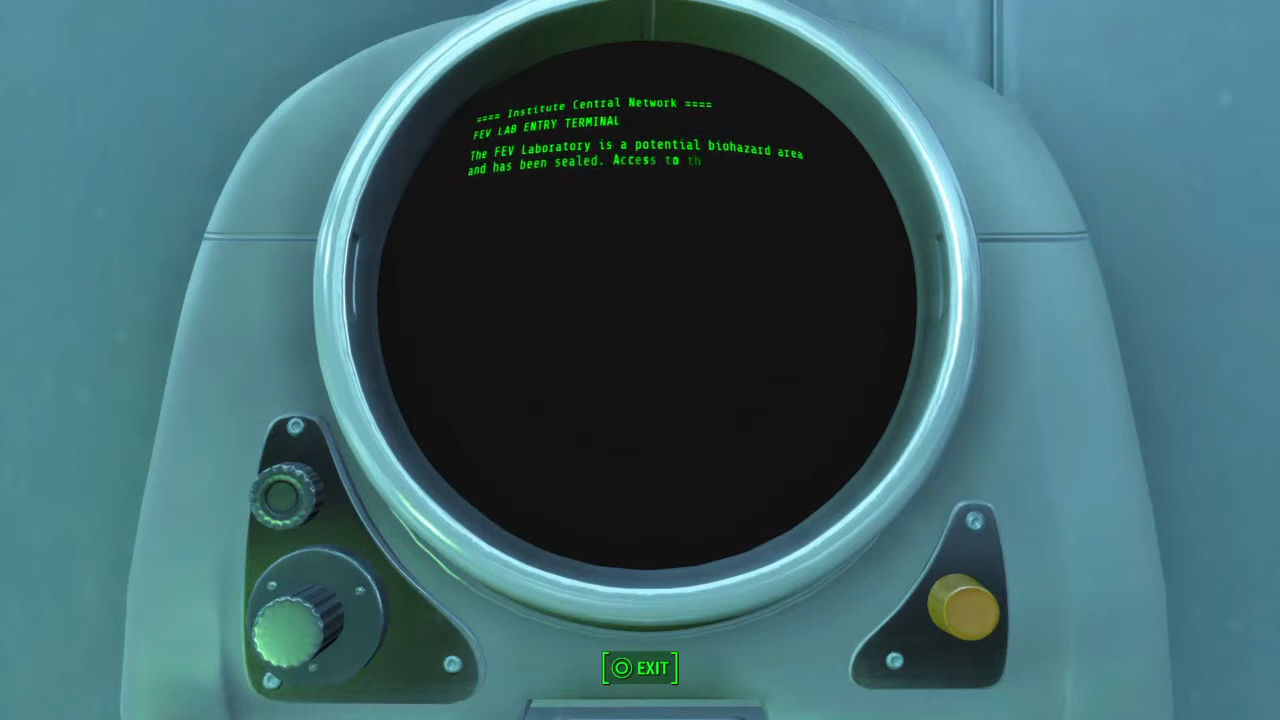 ==== Institute Central Network ====
FEV LAB ENTRY TERMINAL
The FEV Laboratory is a potential biohazard area
and has been sealed. Access to th
EXIT